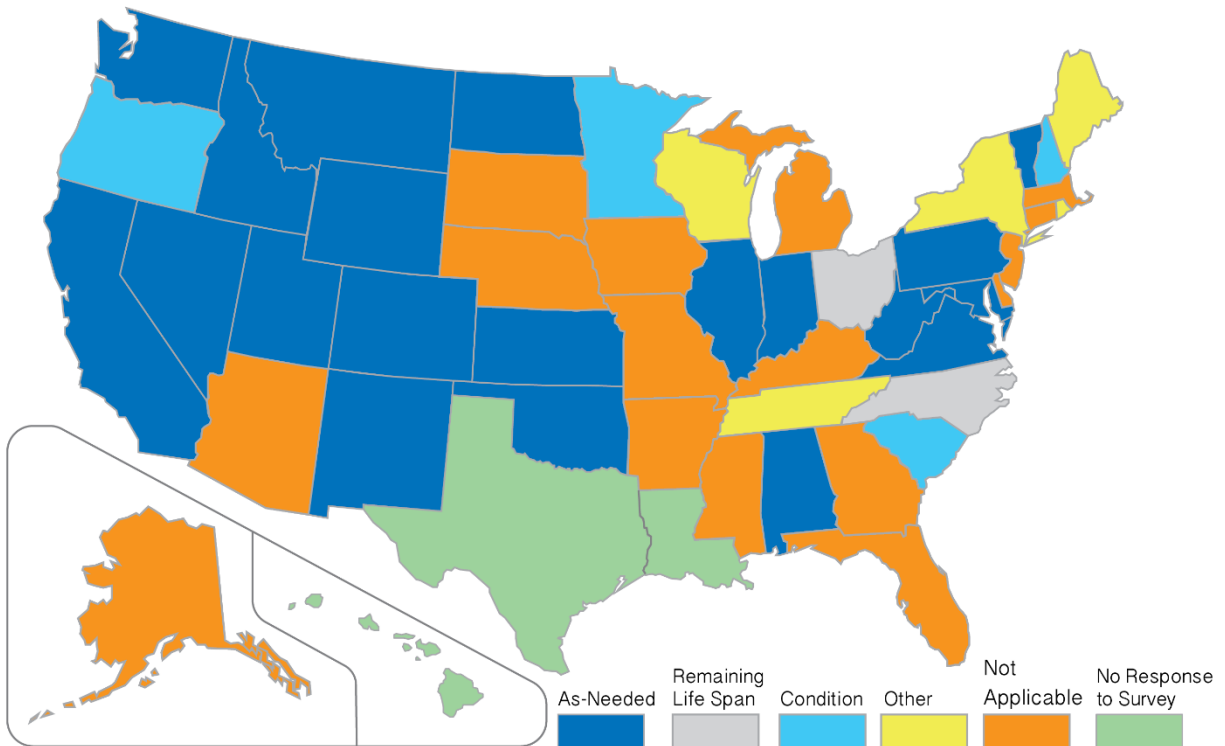 As-Needed
Remaining
Life Span
Condition
Other
Not
Applicable
No Response
to Survey